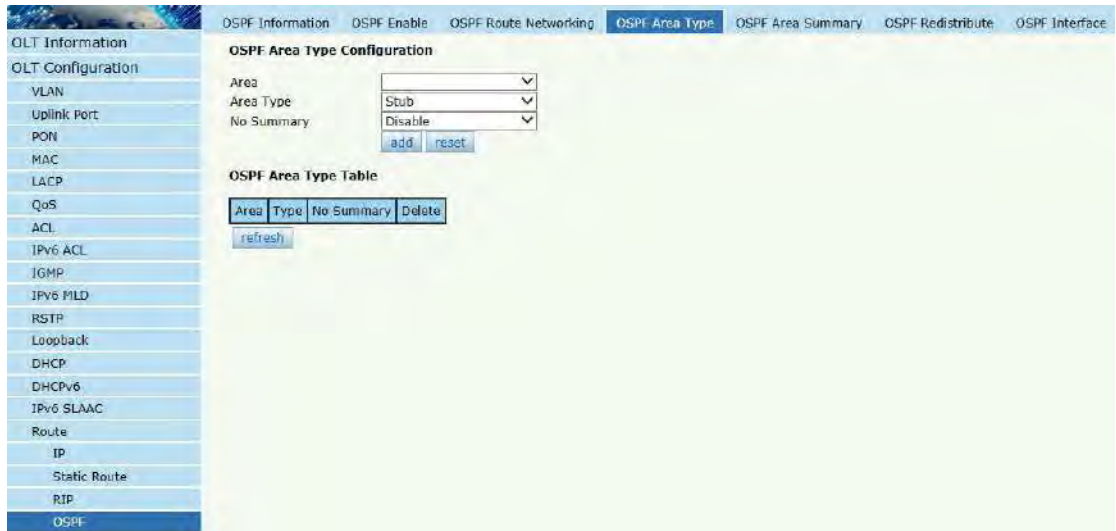 OSPF Information OSPF Enable OSPF Route Networking OSPF Area Type OSPF Area Summary OSPF Redistribute OSPF Interface
OLT Information
OLT Configuration
VLAN
Uplink Port
PON
MAC
LACP
QoS
ACL
IPv6 ACL
IGMP
IPv6 MLD
RSTP
Loopback
DHCP
DHCPv6
IPv6 SLAAC
Route
IP
Static Route
RIP
OSPF
OSPF Area Type Configuration
Area
Area Type Stub
No Summary Disable
add reset
OSPF Area Type Table
Area Type No Summary Delete
refresh